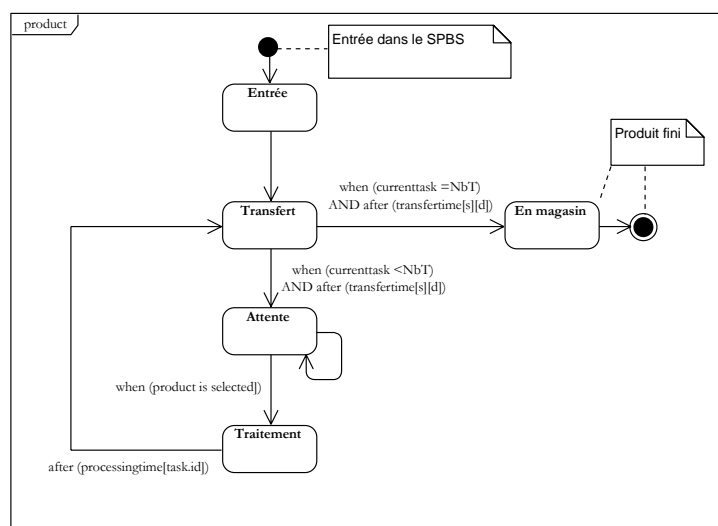 product
Entrée dans le SPBS
Entrée
Produit fini
when (currenttask =NbT)
AND after (transfertime[s][d])
Transfert
En magasin
when (currenttask <NbT)
AND after (transfertime[s][d])
Attente
when (product is selected])
Traitement
after (processingtime[task.id])